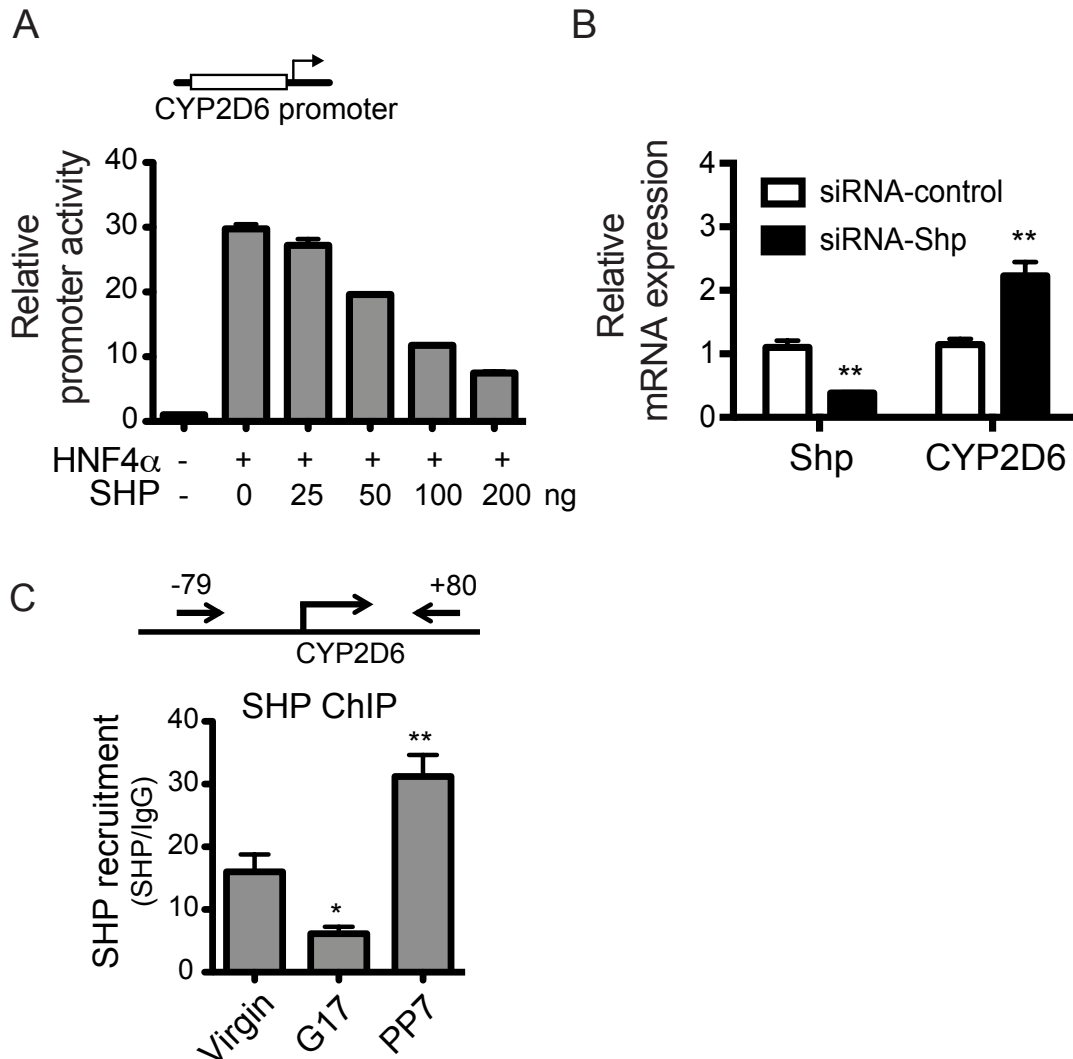 A
CYP2D6 promoter
Relative
promoter activity
40
30
20
10
0
HNF4α - + + + + +
SHP - 0 25 50 100 200 ng
B
Relative
mRNA expression
4
3
2
1
0
siRNA-control
siRNA-Shp
**
**
Shp CYP2D6
C
-79 +80
CYP2D6
SHP ChIP
SHP recruitment
(SHP/IgG)
40
30
20
10
0
*
**
Virgin G17 PP7